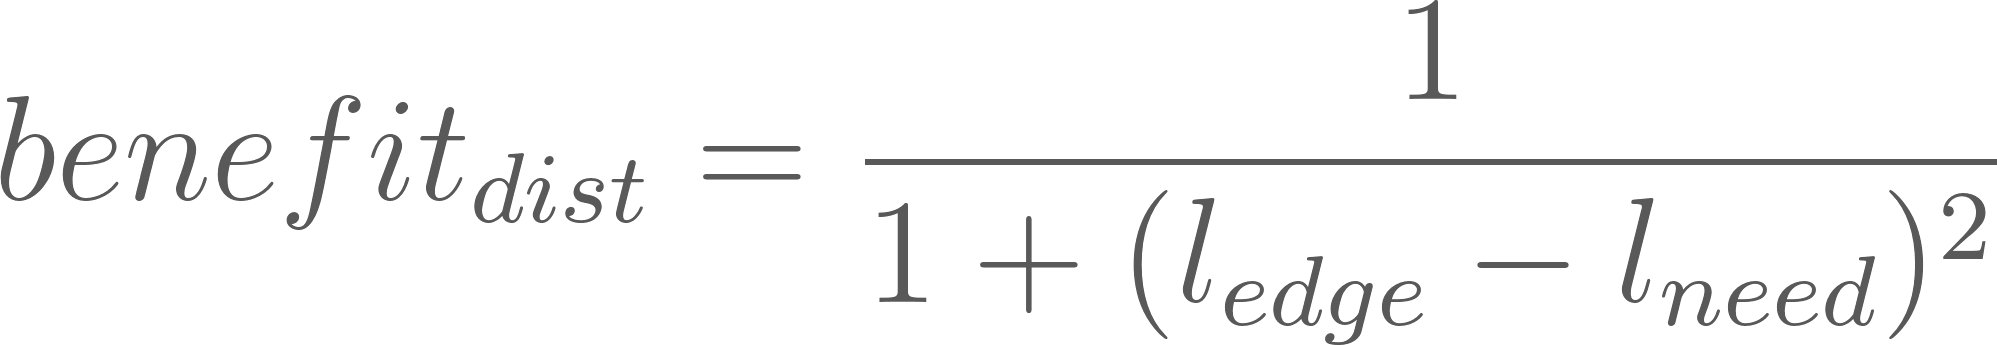 benefit_{dist} = \frac{1}{1 + (l_{edge} - l_{need})^2}